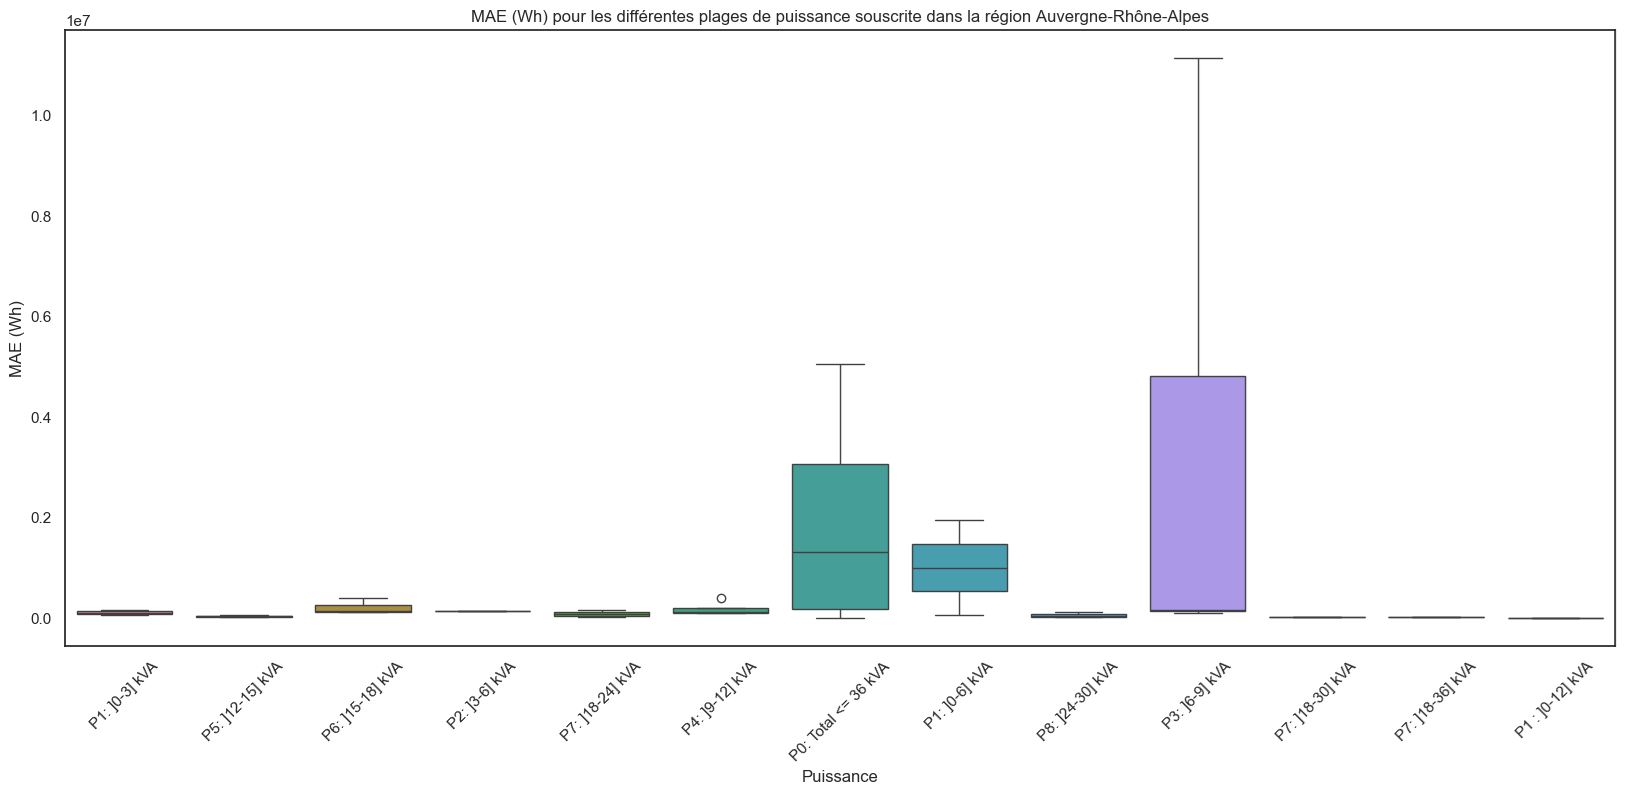 MAE (Wh) pour les différentes plages de puissance souscrite dans la région Auvergne-Rhône-Alpes
1e7
1.0
0.8
0.6
0.4
0.2
0.0
MAE (Wh)
P1: ]0-3] kVA
P5: ]12-15] kVA
P6: ]15-18] kVA
P2: ]3-6] kVA
P7: ]18-24] kVA
P4: ]9-12] kVA
P0: Total <= 36 kVA
P1: ]0-6] kVA
P8: ]24-30] kVA
P3: ]6-9] kVA
P7: ]18-30] kVA
P7: ]18-36] kVA
P1 : ]0-12] kVA
Puissance